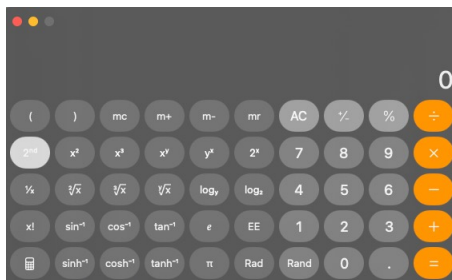 0
( ) mc m+ m- mr AC +/- % ÷
2ⁿᵈ x² x³ xʸ yˣ 2ˣ 7 8 9 ×
¹⁄x ²√x ³√x ʸ√x logᵧ log₂ 4 5 6 −
x! sin⁻¹ cos⁻¹ tan⁻¹ e EE 1 2 3 +
sinh⁻¹ cosh⁻¹ tanh⁻¹ π Rad Rand 0 . =